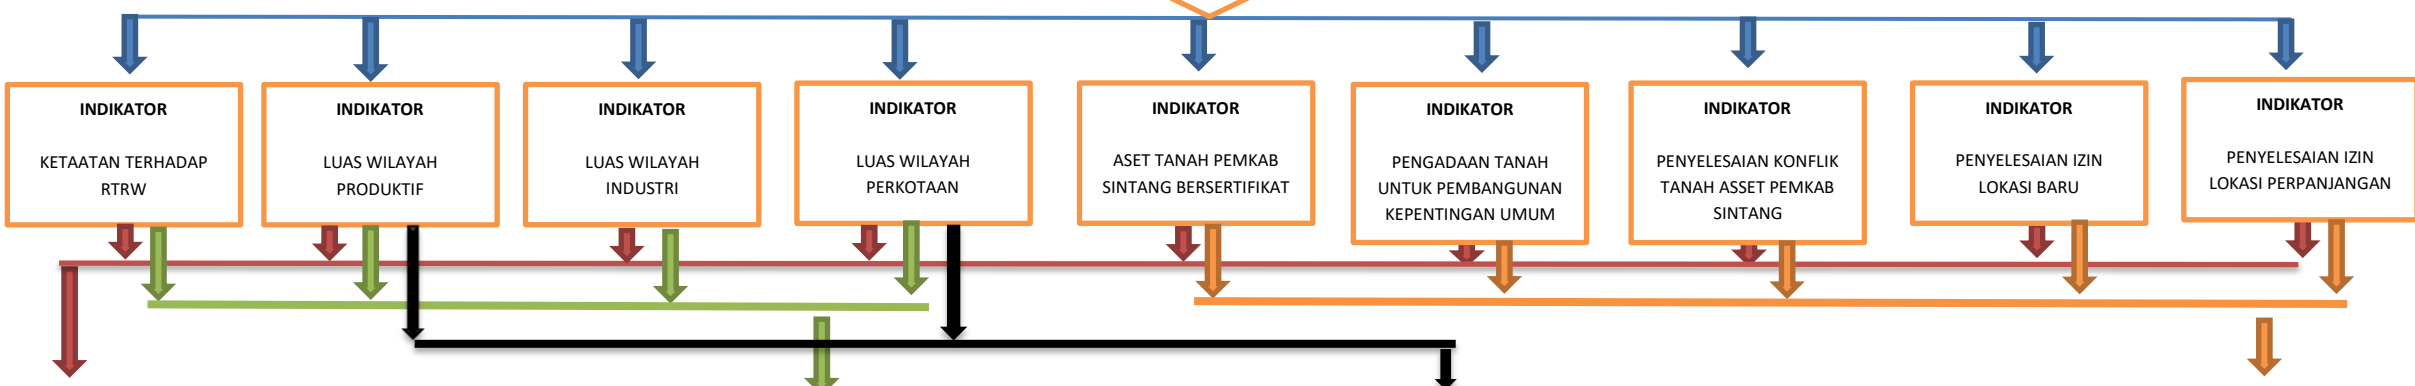 INDIKATOR
KETAATAN TERHADAP
RTRW
INDIKATOR
LUAS WILAYAH
PRODUKTIF
INDIKATOR
LUAS WILAYAH
INDUSTRI
INDIKATOR
LUAS WILAYAH
PERKOTAAN
INDIKATOR
ASET TANAH PEMKAB
SINTANG BERSERTIFIKAT
INDIKATOR
PENGADAAN TANAH
UNTUK PEMBANGUNAN
KEPENTINGAN UMUM
INDIKATOR
PENYELESAIAN KONFLIK
TANAH ASSET PEMKAB
SINTANG
INDIKATOR
PENYELESAIAN IZIN
LOKASI BARU
INDIKATOR
PENYELESAIAN IZIN
LOKASI PERPANJANGAN